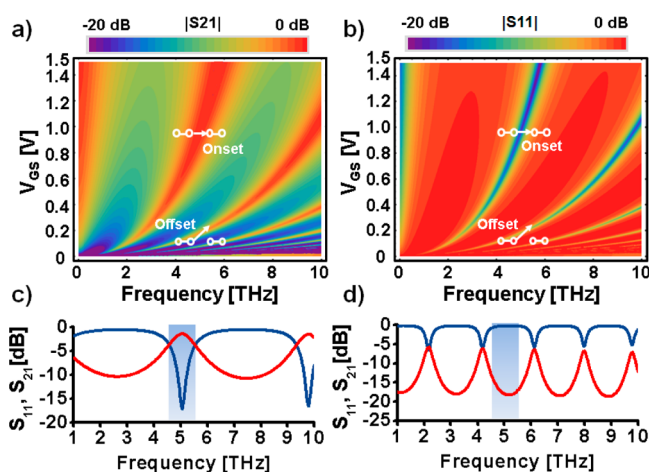 -20 dB |S21| 0 dB
-20 dB |S11| 0 dB
a)
b)
1.5
1.4
1.2
1.0
0.8
0.6
0.4
0.2
0
VGS [V]
Onset
Offset
0 2 4 6 8 10
Frequency [THz]
1.5
1.4
1.2
1.0
0.8
0.6
0.4
0.2
0
VGS [V]
Onset
Offset
0 2 4 6 8 10
Frequency [THz]
c)
d)
0
-5
-10
-15
-20
S11, S21[dB]
1 2 3 4 5 6 7 8 9 10
Frequency [THz]
0
-5
-10
-15
-20
-25
S11, S21 [dB]
1 2 3 4 5 6 7 8 9 10
Frequency [THz]